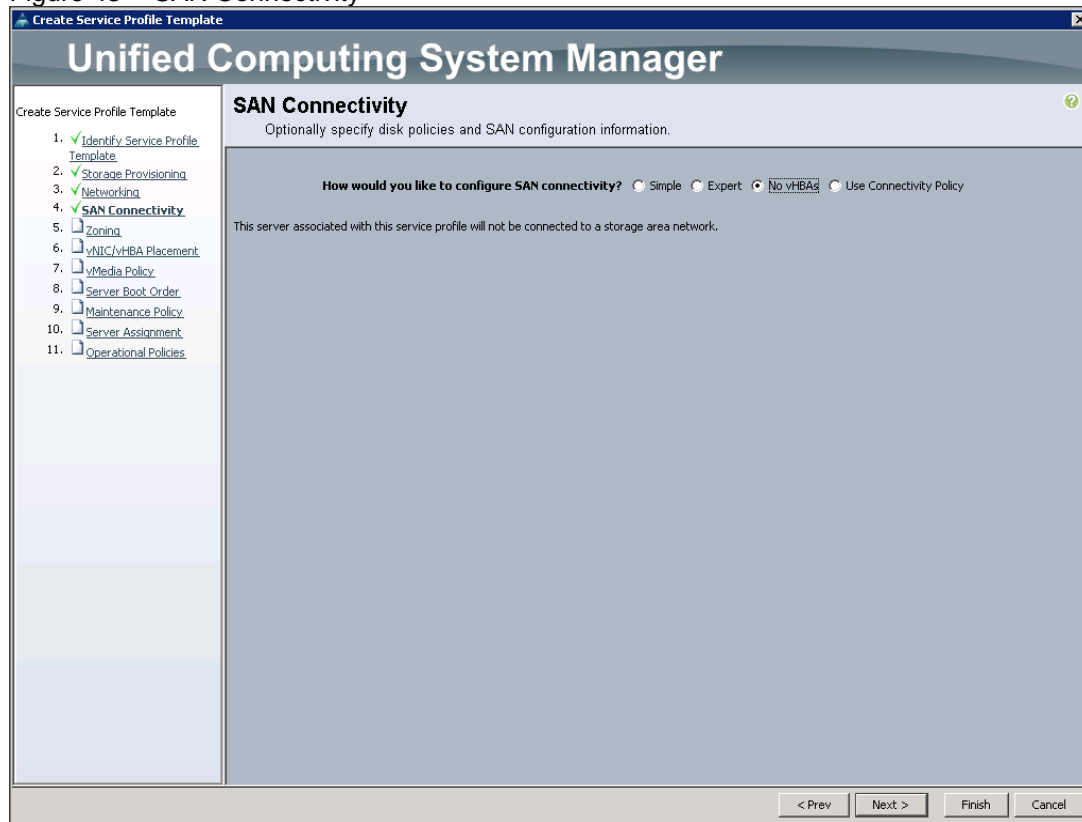 Create Service Profile Template
Unified Computing System Manager
Create Service Profile Template
1. Identify Service Profile
Template
2. Storage Provisioning
3. Networking
4. SAN Connectivity
5. Zoning
6. vNIC/vHBA Placement
7. vMedia Policy
8. Server Boot Order
9. Maintenance Policy
10. Server Assignment
11. Operational Policies
SAN Connectivity
Optionally specify disk policies and SAN configuration information.
How would you like to configure SAN connectivity? Simple Expert No vHBAs Use Connectivity Policy
This server associated with this service profile will not be connected to a storage area network.
< Prev Next > Finish Cancel